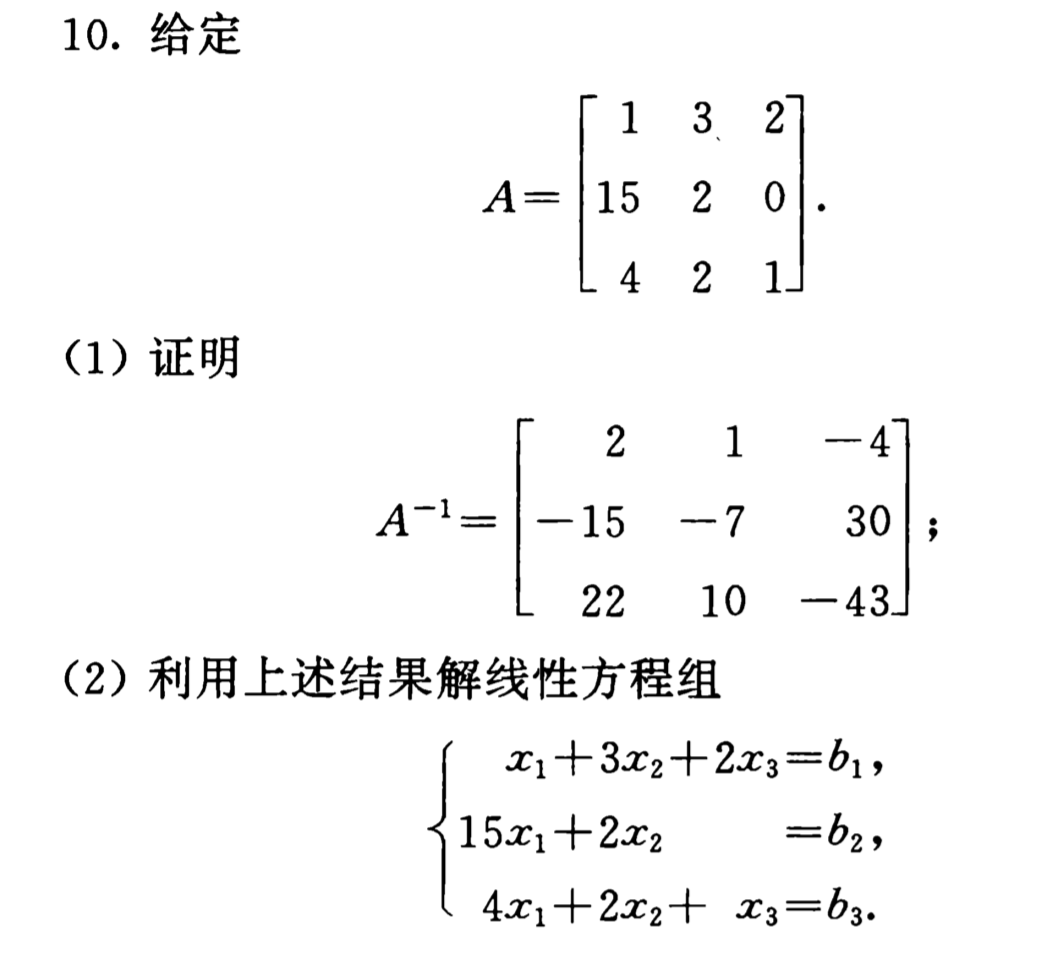 10. 给定
A=[1 3 2
15 2 0
4 2 1].
(1) 证明
A⁻¹=[2 1 −4
−15 −7 30
22 10 −43];
(2) 利用上述结果解线性方程组
{x₁+3x₂+2x₃=b₁,
15x₁+2x₂=b₂,
4x₁+2x₂+x₃=b₃.